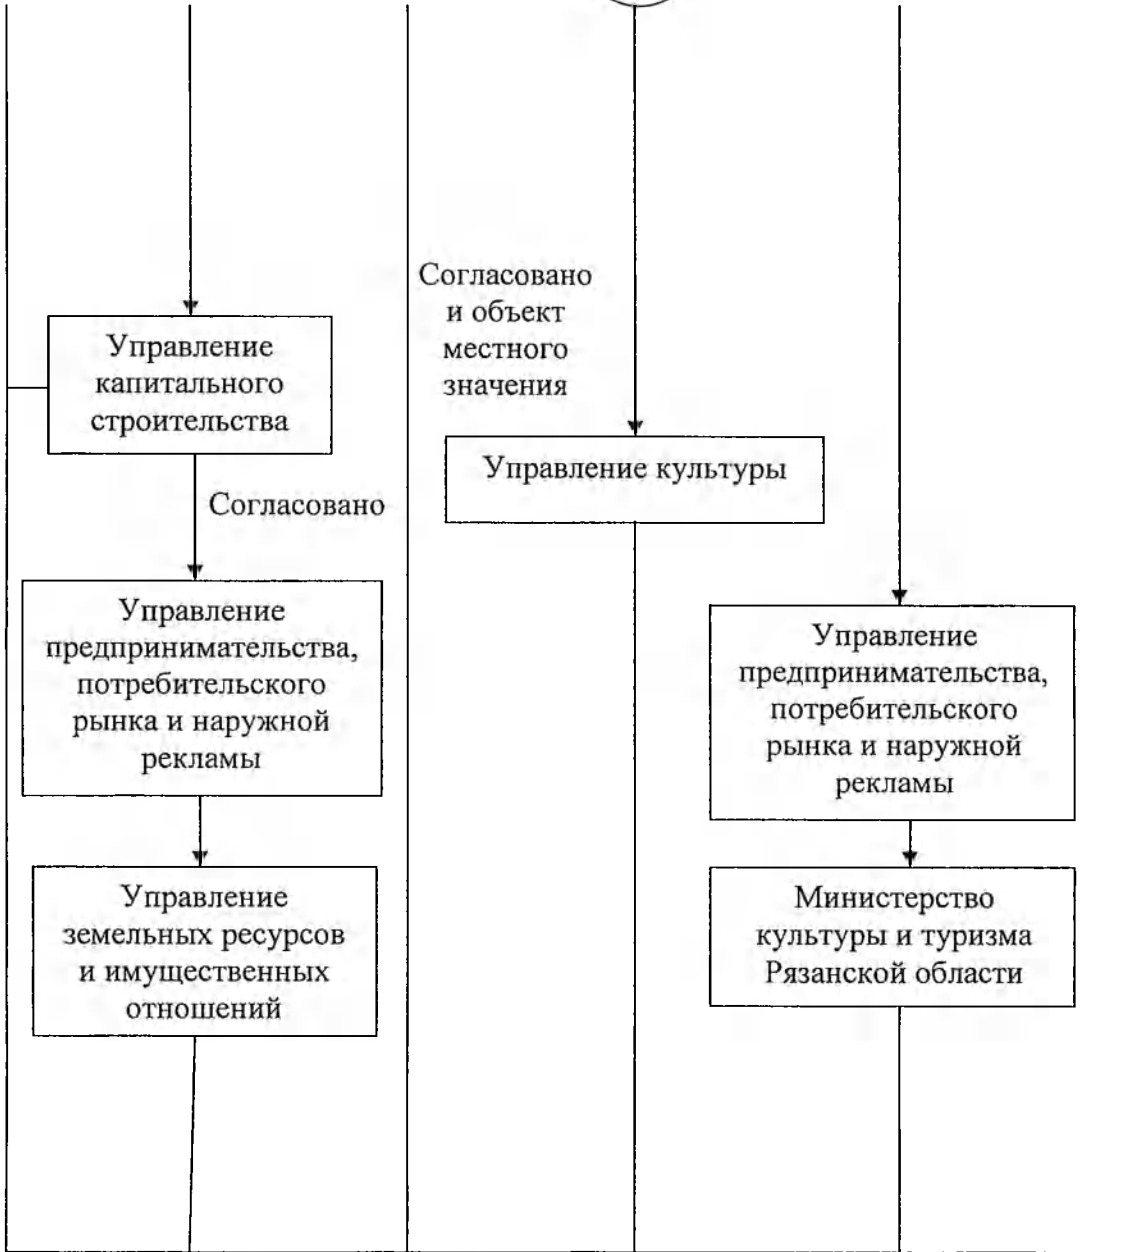 Управление
капитального
строительства
Согласовано
Управление
предпринимательства,
потребительского
рынка и наружной
рекламы
Управление
земельных ресурсов
и имущественных
отношений
Согласовано
и объект
местного
значения
Управление культуры
Управление
предпринимательства,
потребительского
рынка и наружной
рекламы
Министерство
культуры и туризма
Рязанской области